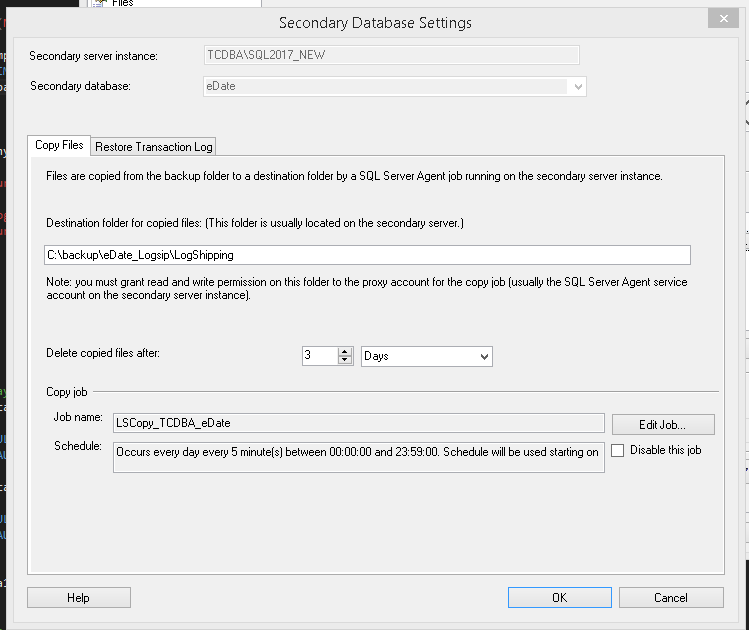 Files
Secondary Database Settings
Secondary server instance:
TCDBA\SQL2017_NEW
Secondary database:
eDate
Copy Files
Restore Transaction Log
Files are copied from the backup folder to a destination folder by a SQL Server Agent job running on the secondary server instance.
Destination folder for copied files: (This folder is usually located on the secondary server.)
C:\backup\eDate_Logsip\LogShipping
Note: you must grant read and write permission on this folder to the proxy account for the copy job (usually the SQL Server Agent service
account on the secondary server instance).
Delete copied files after:
3
Days
Copy job
Job name:
LSCopy_TCDBA_eDate
Edit Job...
Schedule:
Occurs every day every 5 minute(s) between 00:00:00 and 23:59:00. Schedule will be used starting on
Disable this job
Help
OK
Cancel